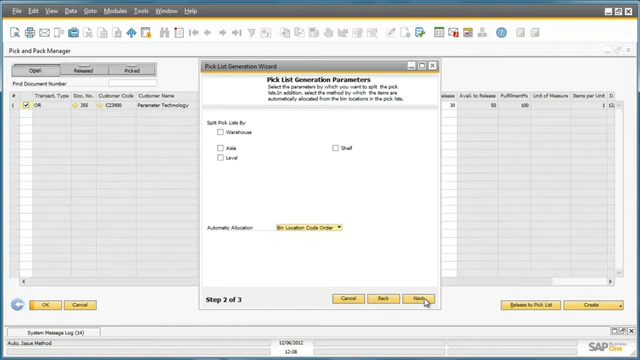 File Edit View Data Goto Modules Tools Window Help
Pick and Pack Manager
Open Released Picked
Find Document Number
# Transact. Type Doc. No. Customer Code Customer Name
Release Avail. to Release Fulfillment% Unit of Measure Items per Unit D
1 OR 355 C23900 Parameter Technology
30 50 100 1 12
Pick List Generation Wizard
Pick List Generation Parameters
Select the parameters by which you want to split the pick
lists.In addition, select the method by which the items are
automatically allocated from the bin locations in the pick lists.
Split Pick Lists By
Warehouse
Aisle Shelf
Level
Automatic Allocation Bin Location Code Order
Step 2 of 3 Cancel Back Next
OK Cancel Release to Pick List Create
System Message Log (14)
Auto. Issue Method 12/06/2012
12:08
SAP Business One